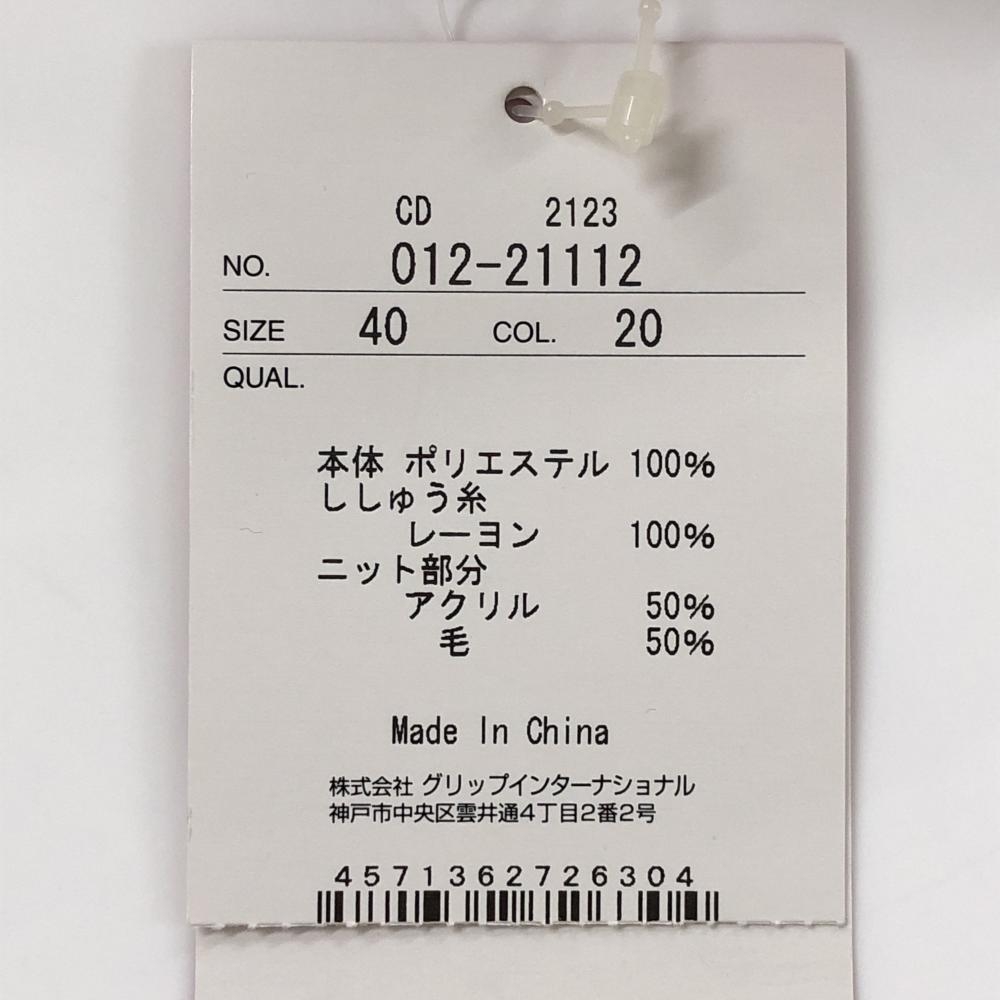 CD 2123
NO. 012-21112
SIZE 40 COL. 20
QUAL.
本体 ポリエステル 100%
ししゅう糸
レーヨン 100%
ニット部分
アクリル 50%
毛 50%
Made In China
株式会社 グリップインターナショナル
神戸市中央区雲井通4丁目2番2号
4571362726304